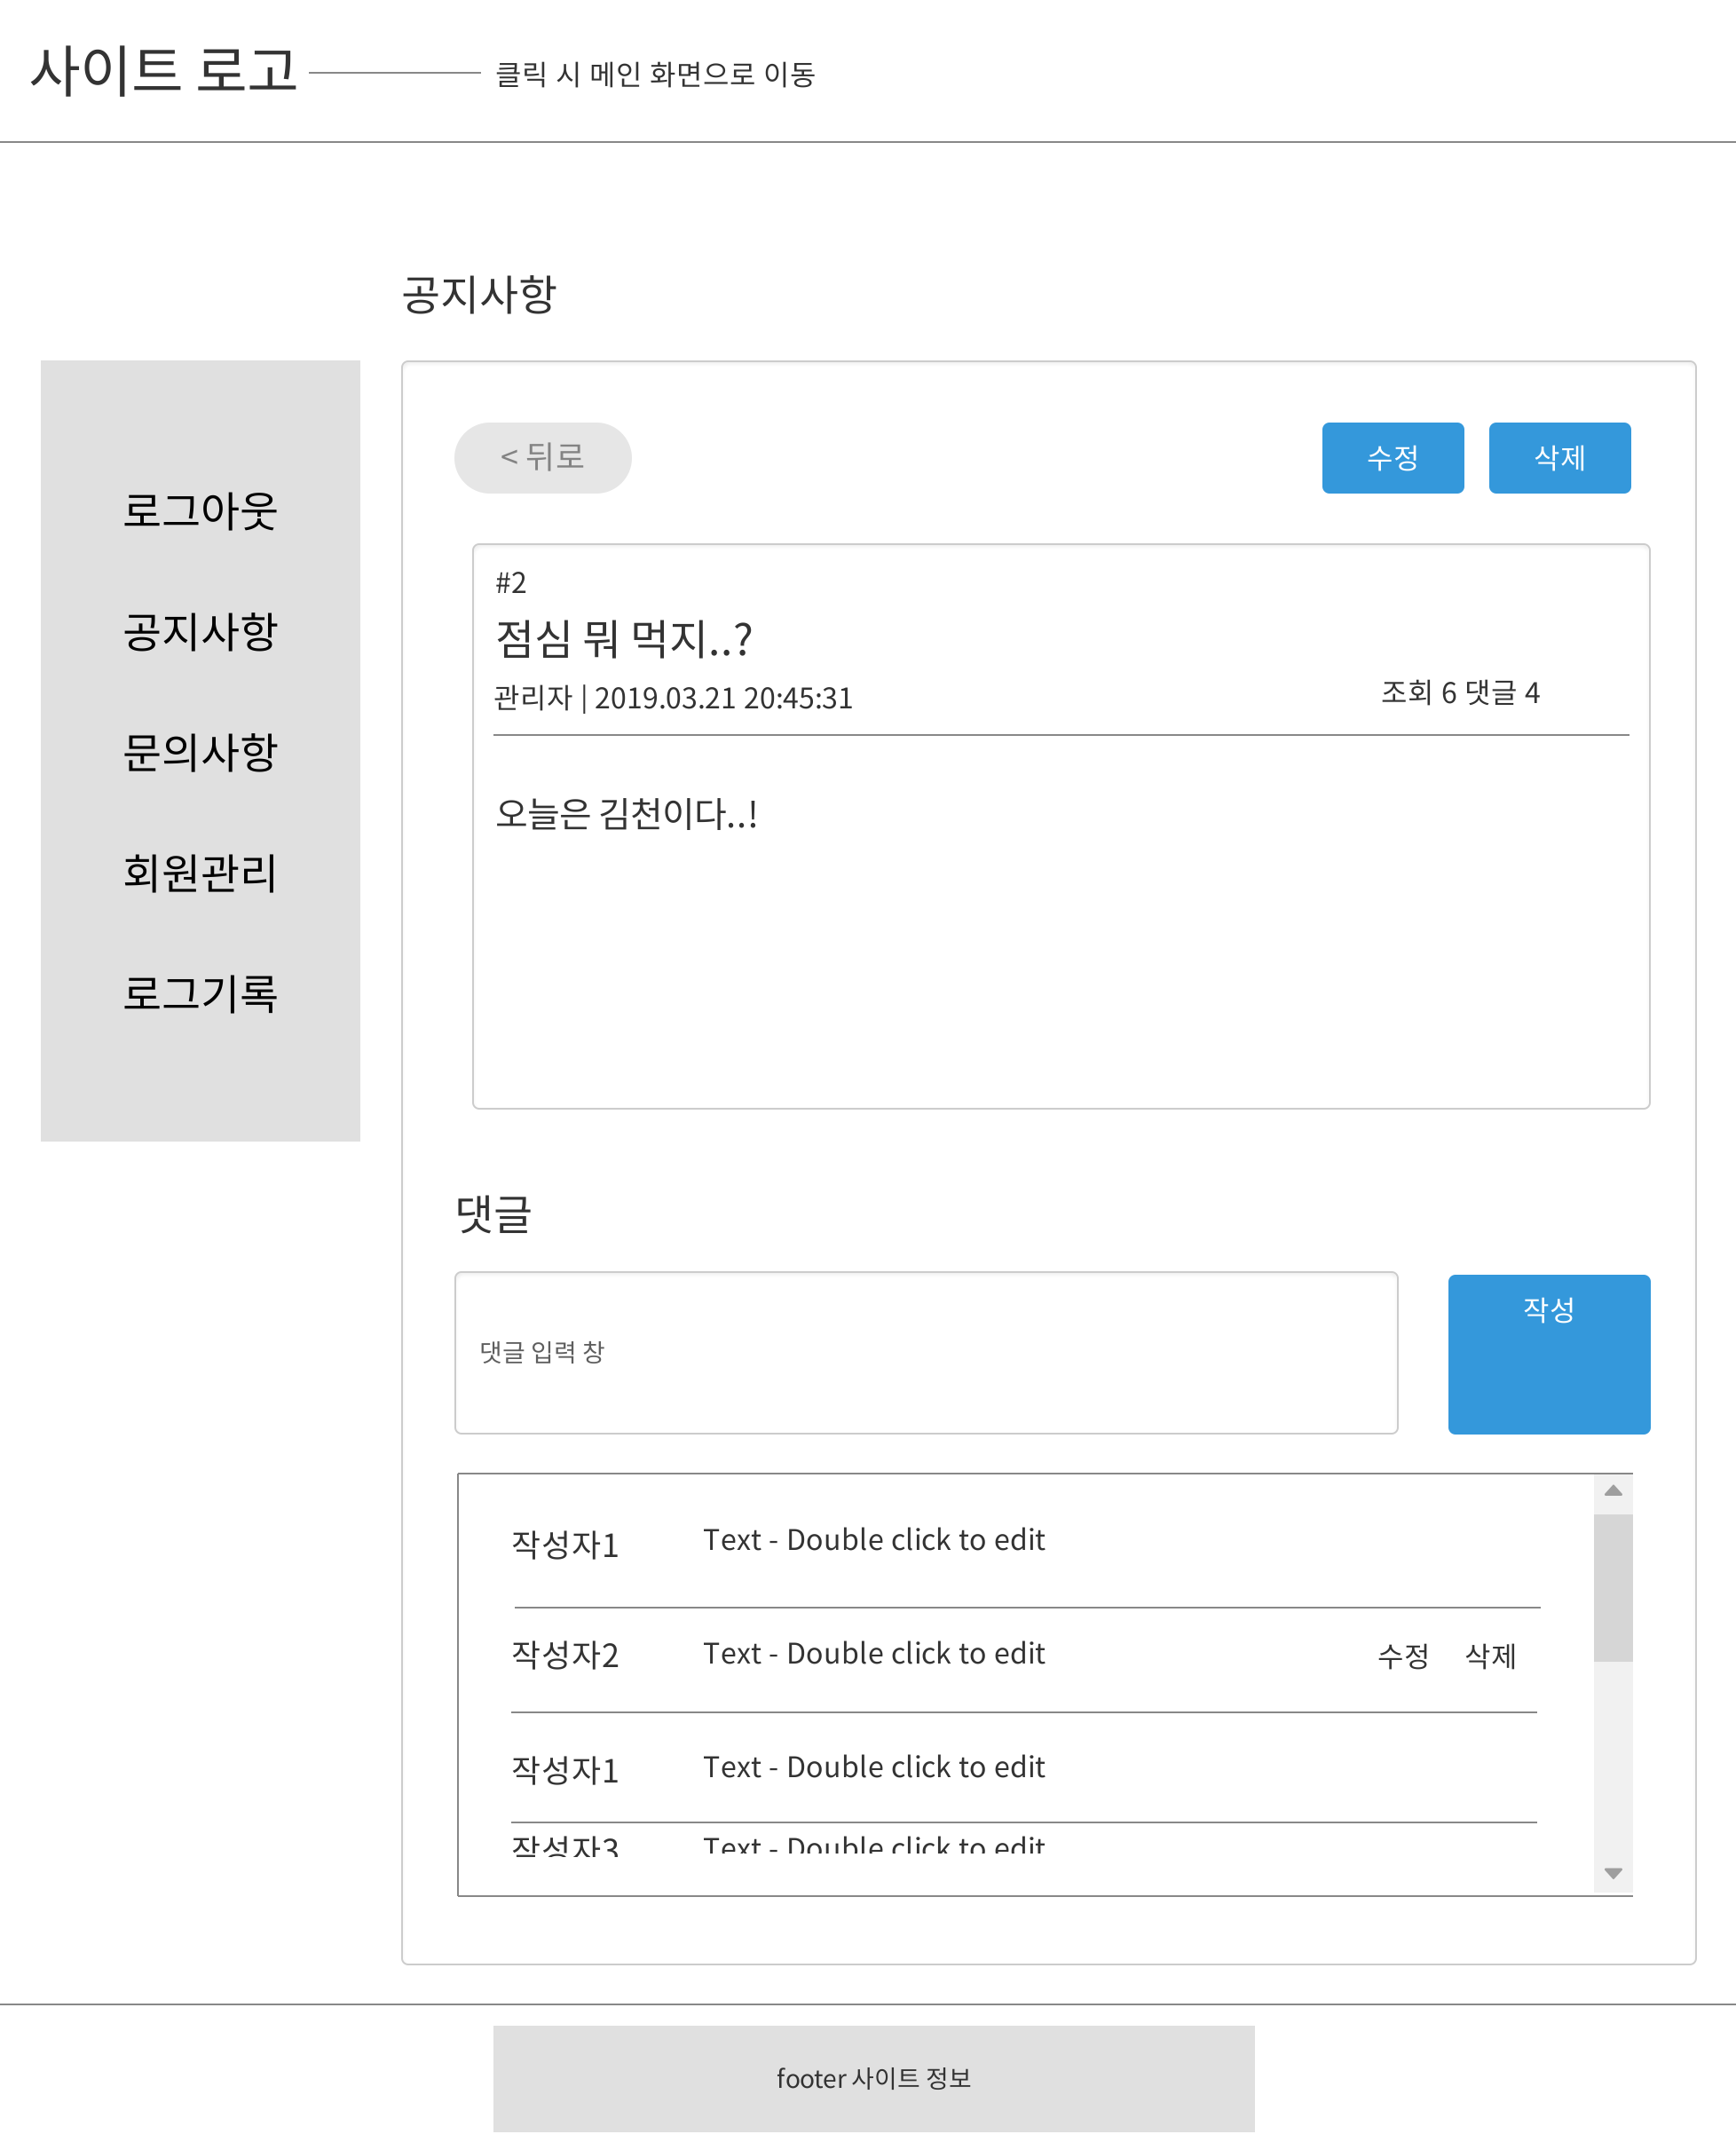 사이트 로고
클릭 시 메인 화면으로 이동
공지사항
로그아웃
공지사항
문의사항
회원관리
로그기록
< 뒤로
수정
삭제
#2
점심 뭐 먹지..?
관리자 | 2019.03.21 20:45:31
조회 6 댓글 4
오늘은 김천이다..!
댓글
댓글 입력 창
작성
작성자1 Text - Double click to edit
작성자2 Text - Double click to edit 수정 삭제
작성자1 Text - Double click to edit
작성자3 Text - Double click to edit
footer 사이트 정보